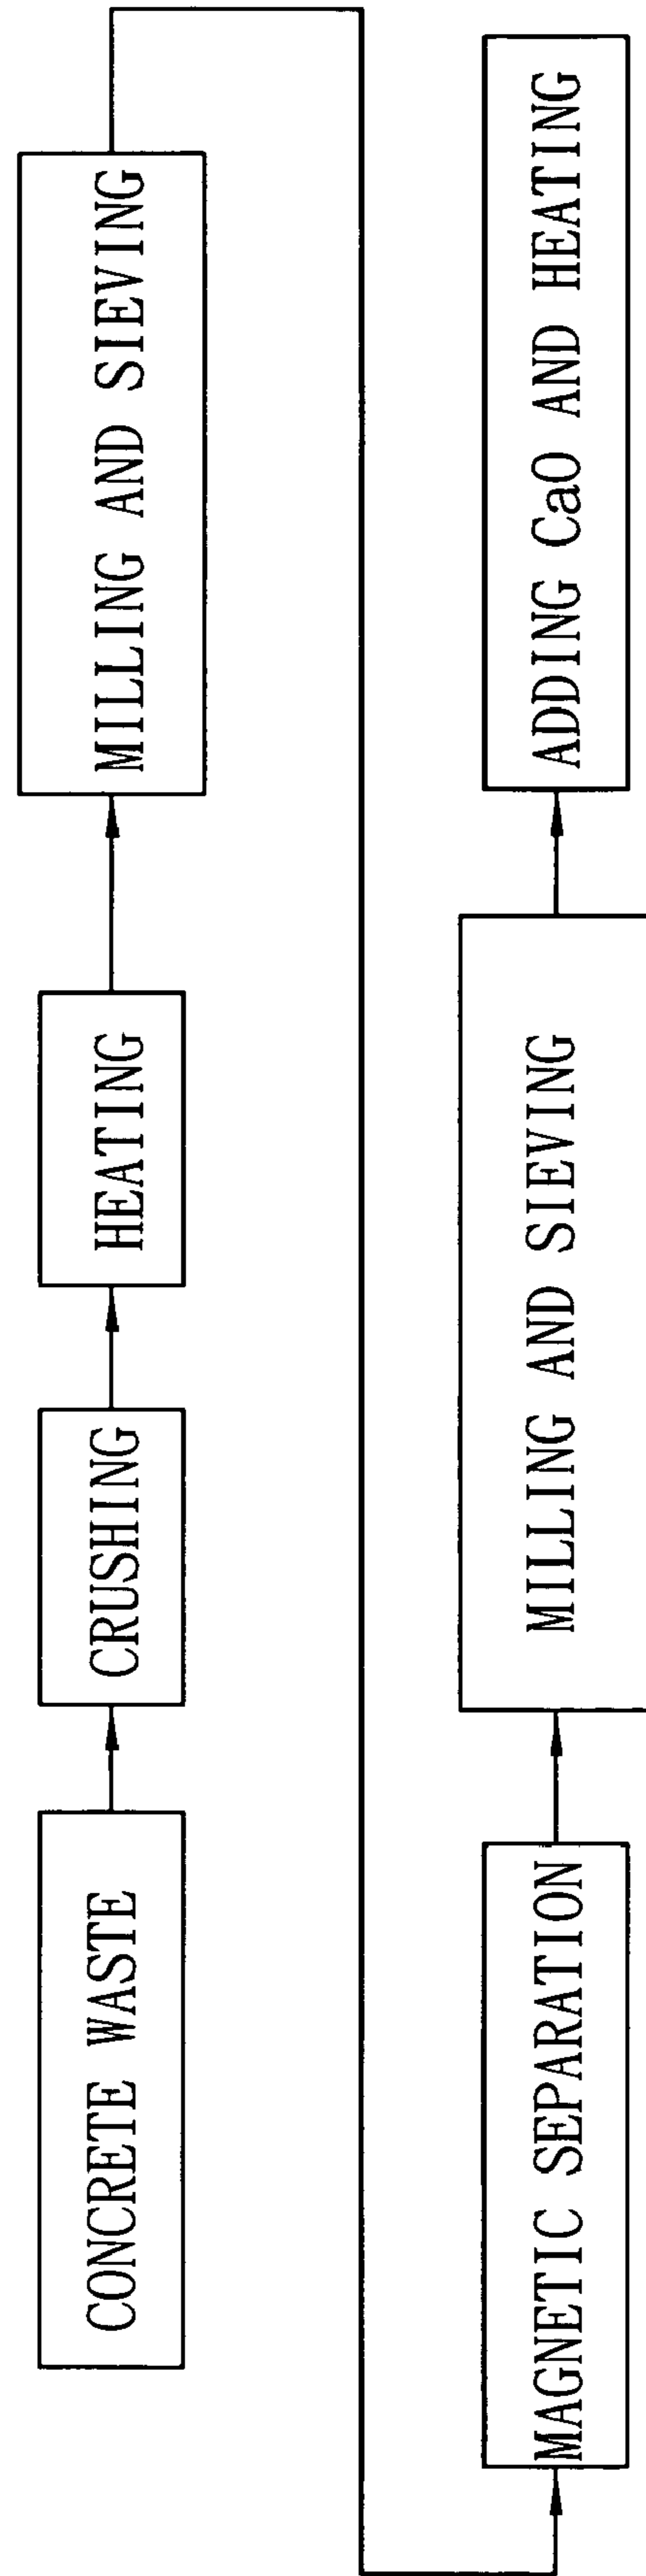 CONCRETE WASTE
CRUSHING
HEATING
MILLING AND SIEVING
MAGNETIC SEPARATION
MILLING AND SIEVING
ADDING CaO AND HEATING